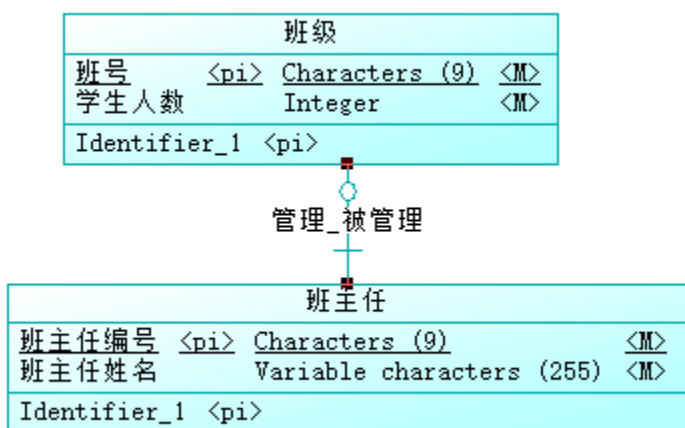 班级
班号 <pi> Characters (9) <M>
学生人数 Integer <M>
Identifier_1 <pi>
管理_被管理
班主任
班主任编号 <pi> Characters (9) <M>
班主任姓名 Variable characters (255) <M>
Identifier_1 <pi>